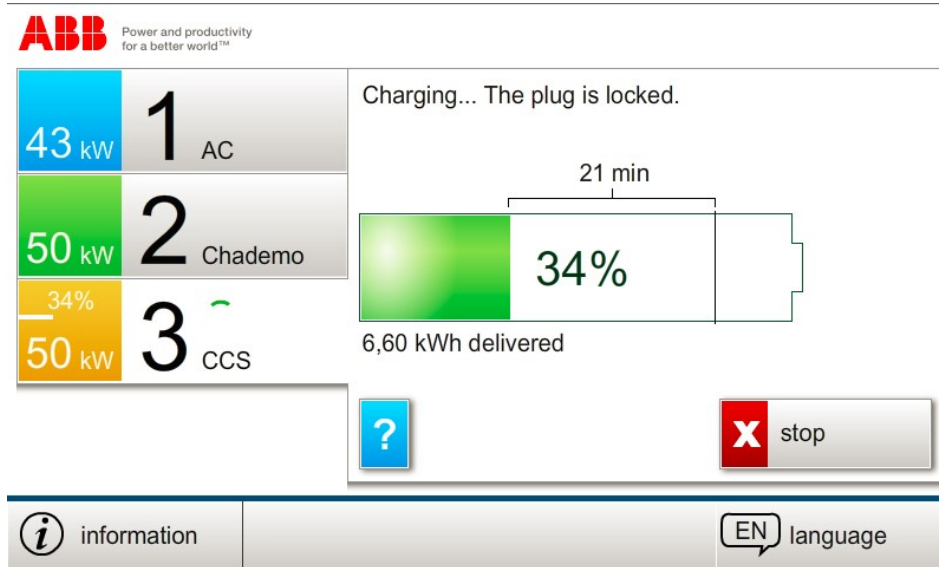 ABB
Power and productivity
for a better world™
43 kW
1 AC
50 kW
2 Chademo
34%
50 kW
3 CCS
Charging... The plug is locked.
21 min
34%
6,60 kWh delivered
?
X stop
i information
EN language